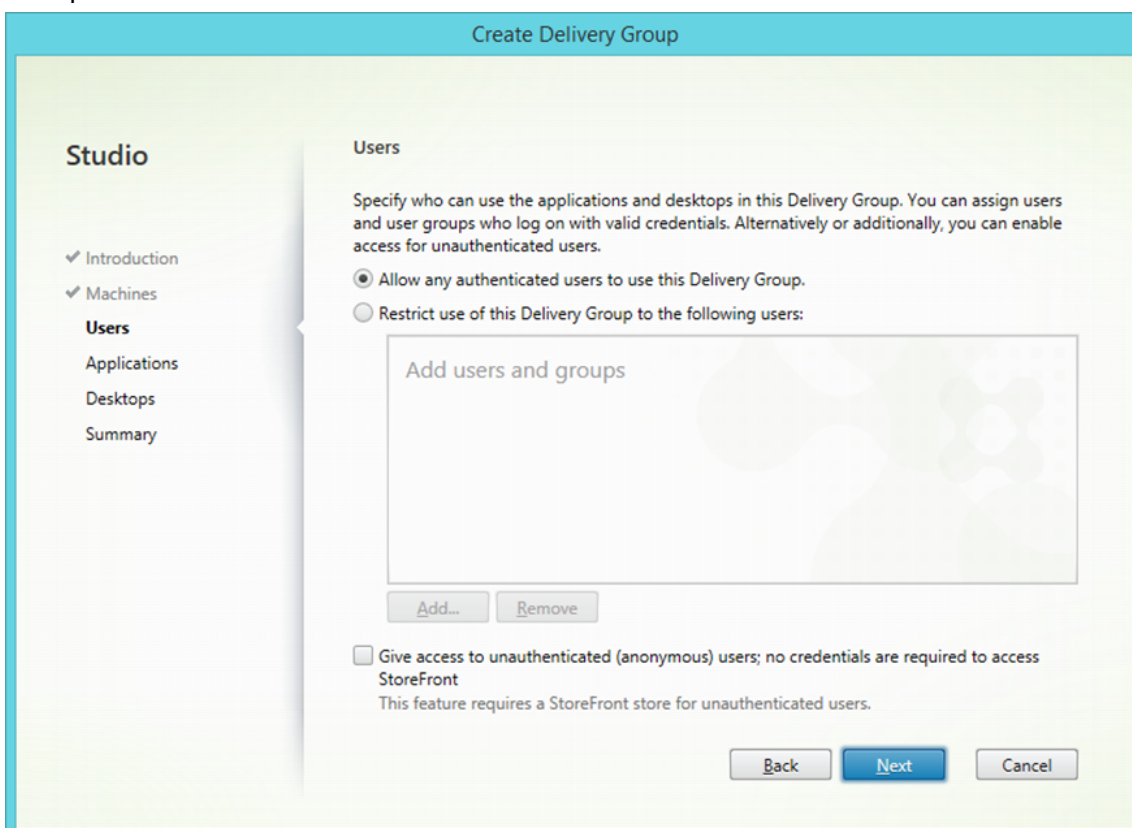 Create Delivery Group
Studio
Introduction
Machines
Users
Applications
Desktops
Summary
Users
Specify who can use the applications and desktops in this Delivery Group. You can assign users
and user groups who log on with valid credentials. Alternatively or additionally, you can enable
access for unauthenticated users.
Allow any authenticated users to use this Delivery Group.
Restrict use of this Delivery Group to the following users:
Add users and groups
Add...
Remove
Give access to unauthenticated (anonymous) users; no credentials are required to access
StoreFront
This feature requires a StoreFront store for unauthenticated users.
Back
Next
Cancel